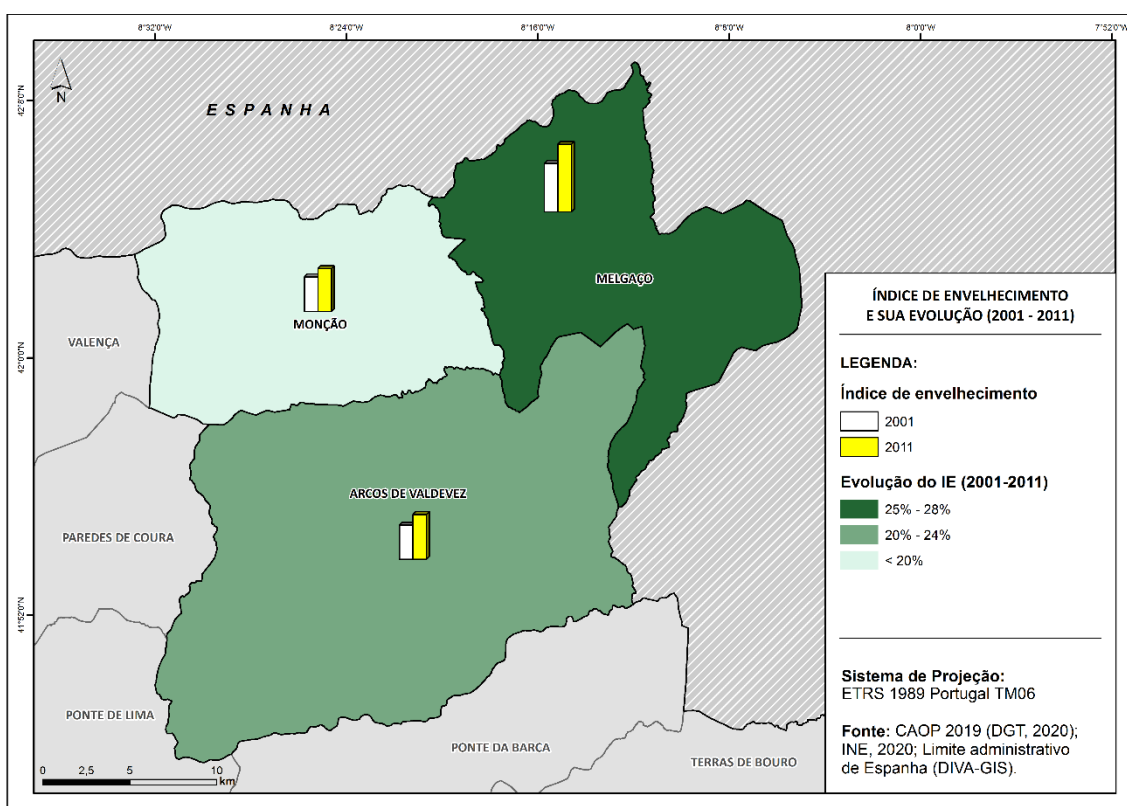 8°32'0"W
8°24'0"W
8°16'0"W
8°8'0"W
8°0'0"W
7°52'0"W
42°8'0"N
42°0'0"N
41°52'0"N
N
ESPANHA
MELGAÇO
MONÇÃO
VALENÇA
ARCOS DE VALDEVEZ
PAREDES DE COURA
PONTE DE LIMA
PONTE DA BARCA
TERRAS DE BOURO
0 2,5 5 10
km
ÍNDICE DE ENVELHECIMENTO
E SUA EVOLUÇÃO (2001 - 2011)
LEGENDA:
Índice de envelhecimento
2001
2011
Evolução do IE (2001-2011)
25% - 28%
20% - 24%
< 20%
Sistema de Projeção:
ETRS 1989 Portugal TM06
Fonte: CAOP 2019 (DGT, 2020);
INE, 2020; Limite administrativo
de Espanha (DIVA-GIS).